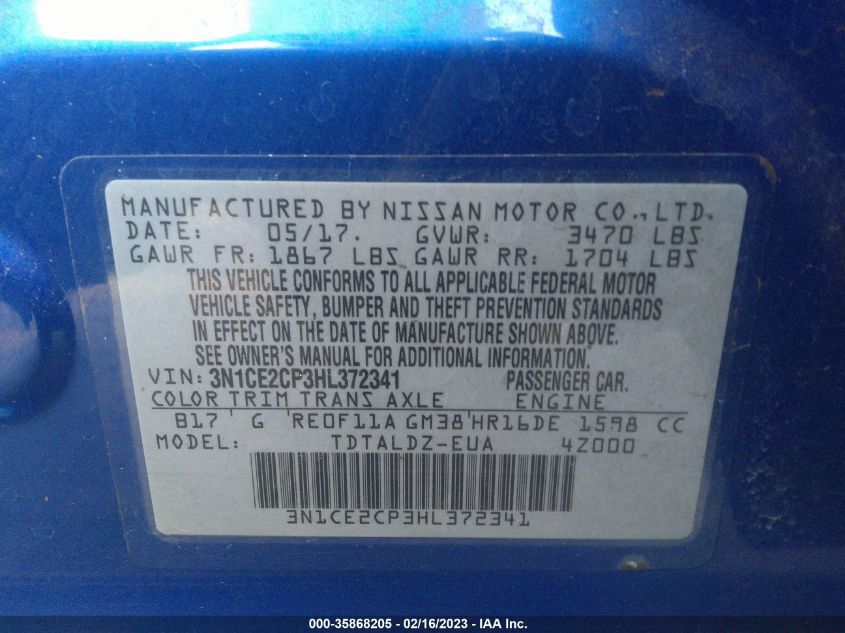 MANUFACTURED BY NISSAN MOTOR CO., LTD.
DATE: 05/17. GVWR: 3470 LBS
GAWR FR: 1867 LBS GAWR RR: 1704 LBS
THIS VEHICLE CONFORMS TO ALL APPLICABLE FEDERAL MOTOR
VEHICLE SAFETY, BUMPER AND THEFT PREVENTION STANDARDS
IN EFFECT ON THE DATE OF MANUFACTURE SHOWN ABOVE.
SEE OWNER'S MANUAL FOR ADDITIONAL INFORMATION.
VIN: 3N1CE2CP3HL372341 PASSENGER CAR.
COLOR TRIM TRANS AXLE ENGINE
B17 G RE0F11A GM38 HR16DE 1598 CC
MODEL: TDTALDZ-EUA 4Z000
3N1CE2CP3HL372341
000-35868205 - 02/16/2023 - IAA Inc.